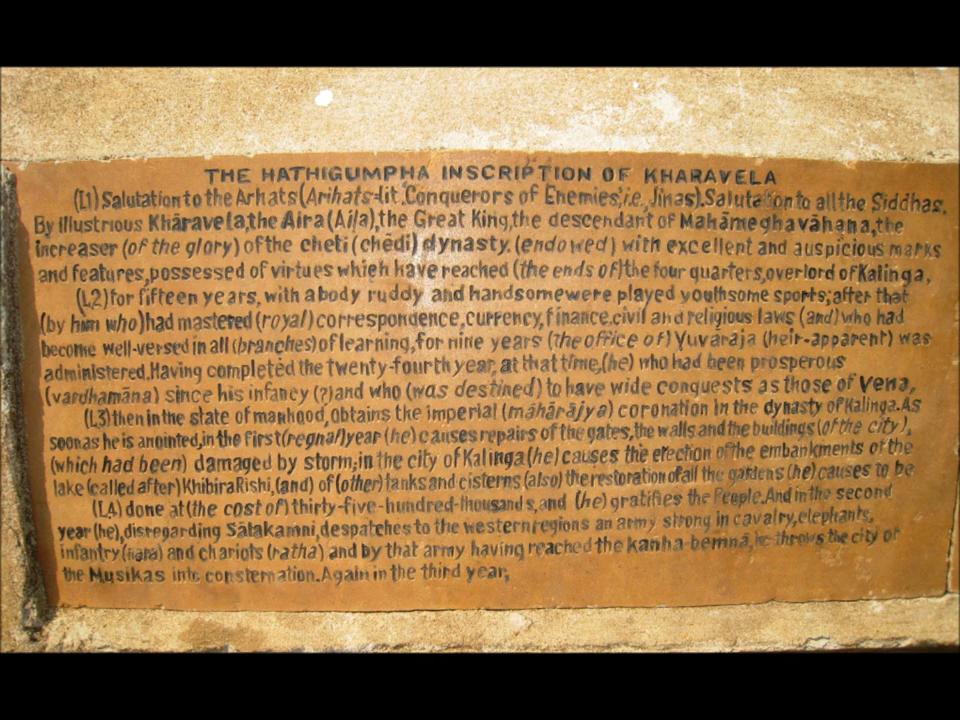 THE HATHIGUMPHA INSCRIPTION OF KHARAVELA
(L1) Salutation to the Arhats (Arihats=lit 'Conquerors of Enemies', i.e., Jinas). Salutation to all the Siddhas.
By illustrious Khāravela, the Aira (Aila), the Great King, the descendant of Mahāmeghavāhana, the
increaser (of the glory) of the cheti (chēdi) dynasty, (endowed) with excellent and auspicious marks
and features, possessed of virtues which have reached (the ends of) the four quarters, overlord of Kalinga,
(L2) for fifteen years, with a body ruddy and handsome were played youthsome sports; after that
(by him who) had mastered (royal) correspondence, currency, finance, civil and religious laws (and) who had
become well-versed in all (branches) of learning, for nine years (the office of) Yuvarāja (heir-apparent) was
administered. Having completed the twenty-fourth year, at that time, (he) who had been prosperous
(vardhamāna) since his infancy (?) and who (was destined) to have wide conquests as those of Vena,
(L3) then in the state of manhood, obtains the imperial (māhārājya) coronation in the dynasty of Kalinga. As
soon as he is anointed, in the first (regnal) year (he) causes repairs of the gates, the walls and the buildings (of the city),
(which had been) damaged by storm; in the city of Kalinga (he) causes the erection of the embankments of the
lake (called after) Khibira Rishi, (and) of (other) tanks and cisterns (also) the restoration of all the gardens (he) causes to be
(L4) done at (the cost of) thirty-five-hundred-thousands, and (he) gratifies the People. And in the second
year (he), disregarding Sātakamni, despatches to the western regions an army strong in cavalry, elephants,
infantry (nara) and chariots (ratha) and by that army having reached the kanha-bemnā, he throws the city of
the Musikas into consternation. Again in the third year,